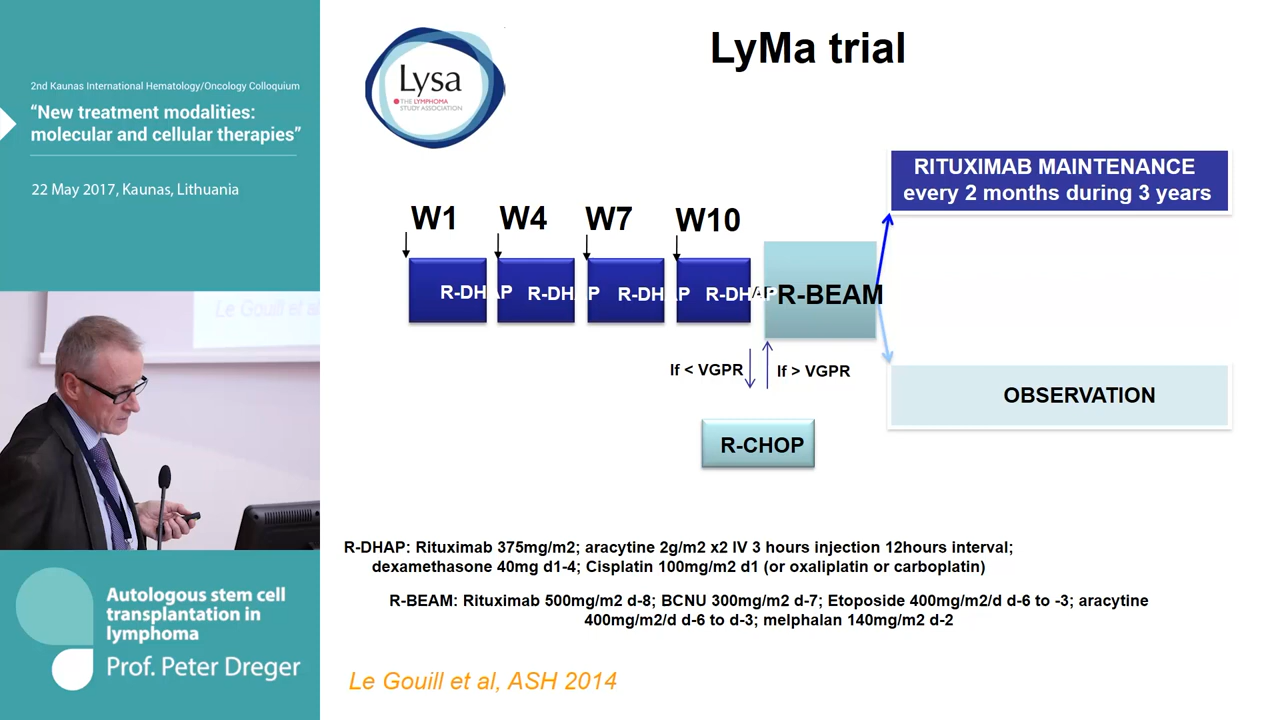 2nd Kaunas International Hematology/Oncology Colloquium
“New treatment modalities:
molecular and cellular therapies”
22 May 2017, Kaunas, Lithuania
Le Gouill et al
Autologous stem cell
transplantation in
lymphoma
Prof. Peter Dreger
Lysa
THE LYMPHOMA
STUDY ASSOCIATION
LyMa trial
RITUXIMAB MAINTENANCE
every 2 months during 3 years
W1 W4 W7 W10
R-DHAP R-DHAP R-DHAP R-DHAP R-BEAM
If < VGPR If > VGPR
OBSERVATION
R-CHOP
R-DHAP: Rituximab 375mg/m2; aracytine 2g/m2 x2 IV 3 hours injection 12hours interval;
dexamethasone 40mg d1-4; Cisplatin 100mg/m2 d1 (or oxaliplatin or carboplatin)
R-BEAM: Rituximab 500mg/m2 d-8; BCNU 300mg/m2 d-7; Etoposide 400mg/m2/d d-6 to -3; aracytine
400mg/m2/d d-6 to d-3; melphalan 140mg/m2 d-2
Le Gouill et al, ASH 2014